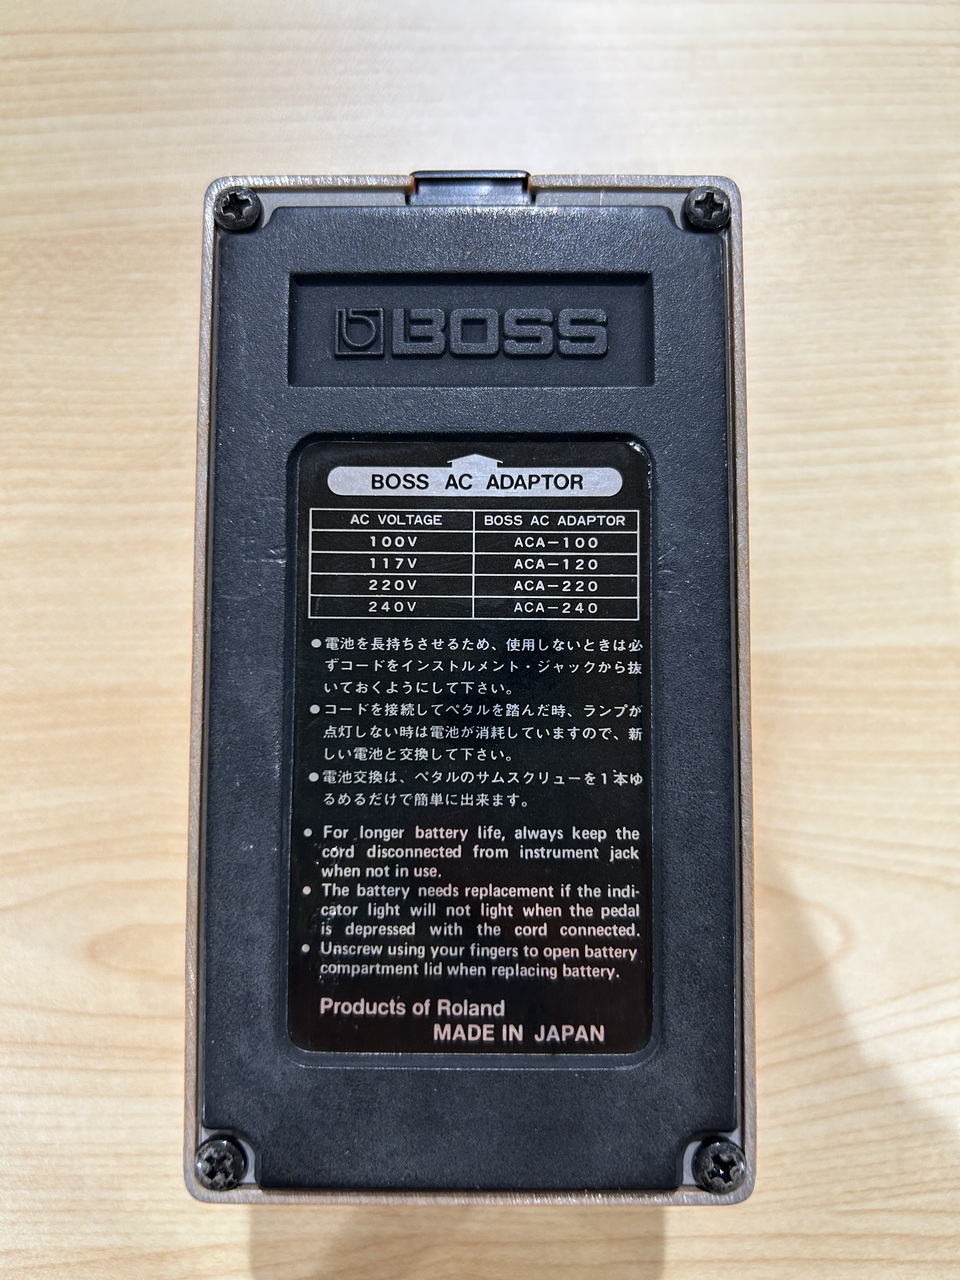 BOSS
BOSS AC ADAPTOR
AC VOLTAGE BOSS AC ADAPTOR
100V ACA-100
117V ACA-120
220V ACA-220
240V ACA-240
●電池を長持ちさせるため、使用しないときは必
ずコードをインストルメント・ジャックから抜
いておくようにして下さい。
●コードを接続してペタルを踏んだ時、ランプが
点灯しない時は電池が消耗していますので、新
しい電池と交換して下さい。
●電池交換は、ペタルのサムスクリューを1本ゆ
るめるだけで簡単に出来ます。
● For longer battery life, always keep the
cord disconnected from instrument jack
when not in use.
● The battery needs replacement if the indi-
cator light will not light when the pedal
is depressed with the cord connected.
● Unscrew using your fingers to open battery
compartment lid when replacing battery.
Products of Roland
MADE IN JAPAN